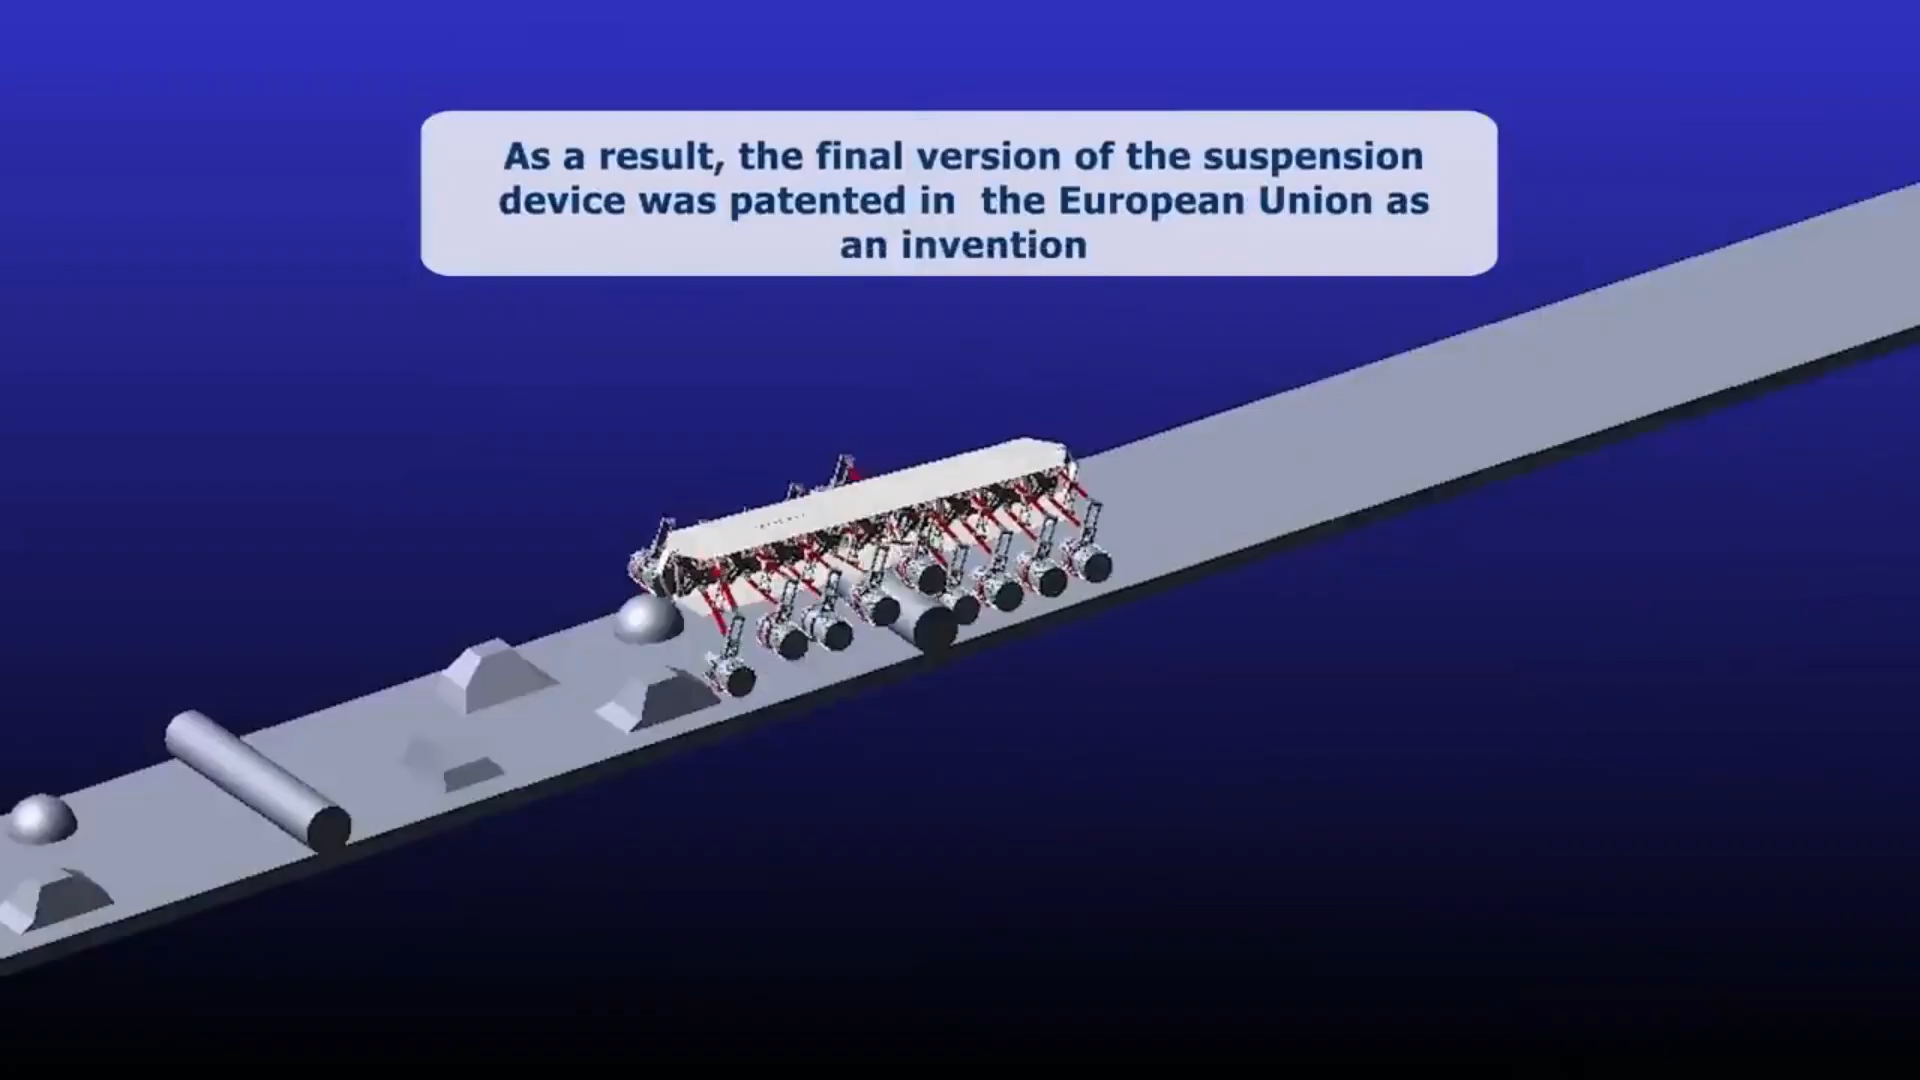 As a result, the final version of the suspension
device was patented in  the European Union as
an invention